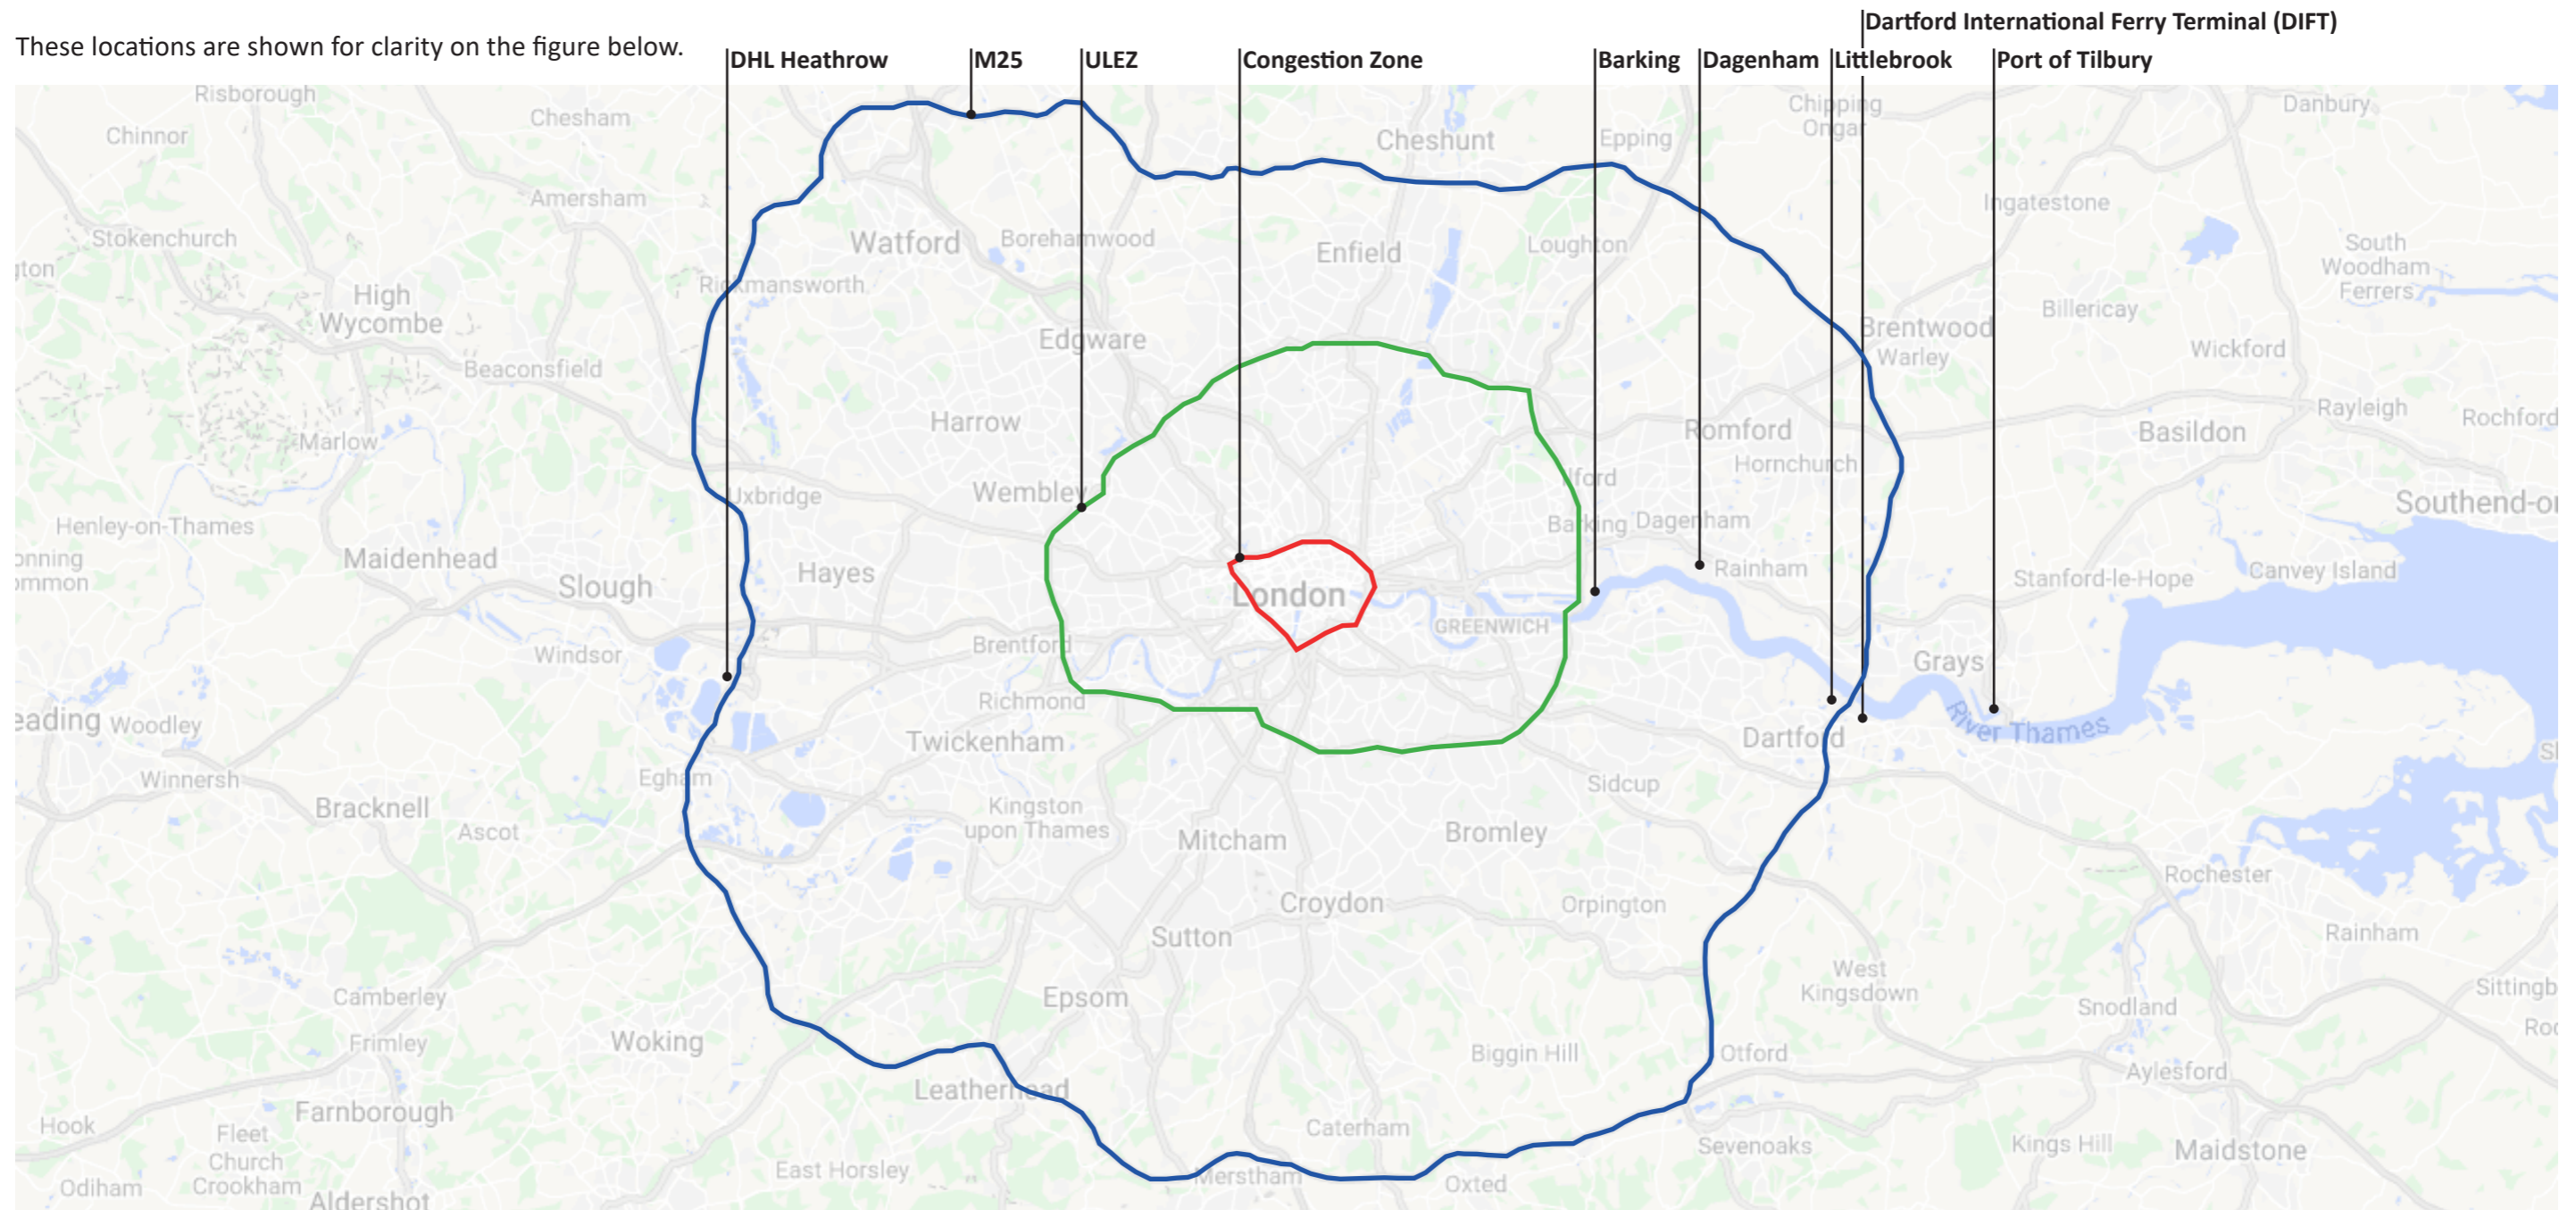 Dartford International Ferry Terminal (DIFT)
These locations are shown for clarity on the figure below.
DHL Heathrow
M25
ULEZ
Congestion Zone
Barking
Dagenham
Littlebrook
Port of Tilbury
Risborough
Chesham
Chipping
Ongar
Danbury
Chinnor
Cheshunt
Epping
Amersham
Ingatestone
Stokenchurch
Watford
Borehamwood
Enfield
Loughton
South
Woodham
Ferrers
Rickmansworth
High
Wycombe
Billericay
Brentwood
Edgware
Warley
Wickford
Beaconsfield
Rayleigh
Rochford
Harrow
Romford
Basildon
Marlow
Hornchurch
Ilford
Wembley
Uxbridge
Southend-o
Henley-on-Thames
Barking
Dagenham
Maidenhead
Slough
Hayes
London
Rainham
Stanford-le-Hope
Canvey Island
onning
ommon
GREENWICH
Brentford
Windsor
Grays
Richmond
eading
Woodley
River Thames
Twickenham
Dartford
Winnersh
Egham
Sidcup
Bracknell
Ascot
Kingston
upon Thames
Mitcham
Bromley
Rochester
Croydon
Orpington
Sutton
Rainham
West
Kingsdown
Camberley
Epsom
Snodland
Sittingb
Frimley
Woking
Biggin Hill
Otford
Aylesford
Leatherhead
Farnborough
Hook
Fleet
Church
Crookham
Caterham
Sevenoaks
Kings Hill
Maidstone
East Horsley
Merstham
Oxted
Odiham
Aldershot